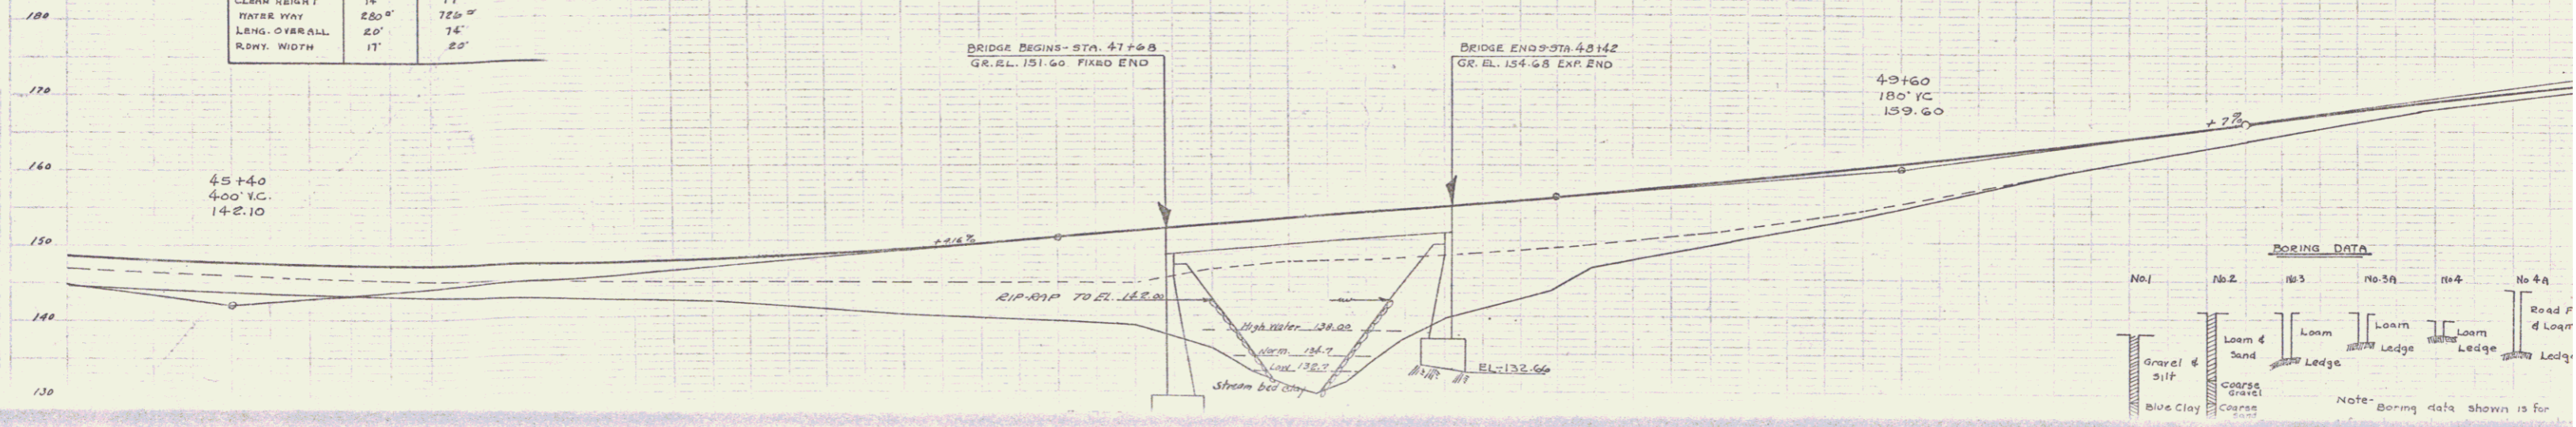 180
170
160
150
140
130
CLEAR HEIGHT 14'
WATER WAY 280▫' 726▫'
LENG. OVERALL 20' 74'
RDWY. WIDTH 17' 20'
45+40
400' V.C.
142.10
+4.16%
BRIDGE BEGINS-STA. 47+68
GR. EL. 151.60 FIXED END
BRIDGE ENDS-STA. 48+42
GR. EL. 154.68 EXP. END
49+60
180' VC
159.60
+7%
RIP-RAP TO EL. 142.00
High Water 138.00
Norm. 134.7
Low 132.7
Stream bed clay
EL-132.66
BORING DATA
No.1 No.2 No.3 No.3A No.4 No 4A
Gravel &
Silt
Blue Clay
Loam &
Sand
Coarse
Gravel
Coarse
Sand
Loam
Ledge
Loam
Ledge
Loam
Ledge
Road F
& Loam
Ledge
Note-
Boring data shown is for